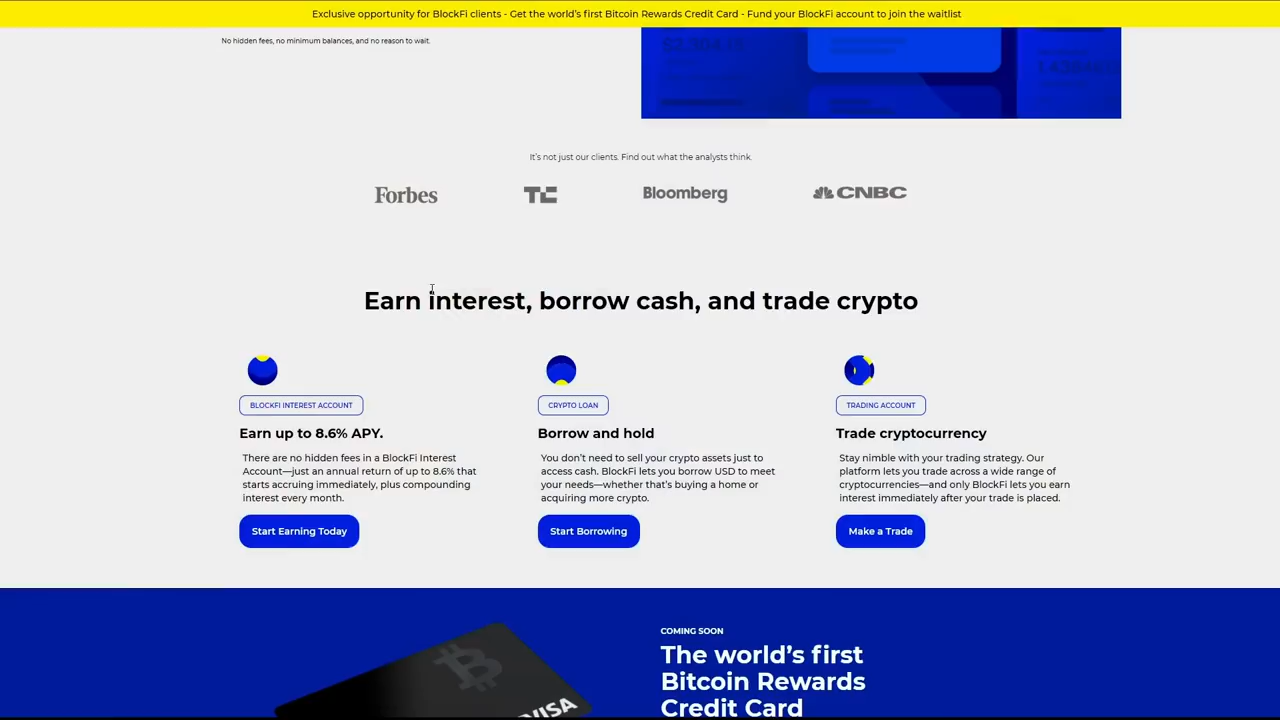 Exclusive opportunity for BlockFi clients - Get the world's first Bitcoin Rewards Credit Card - Fund your BlockFi account to join the waitlist
No hidden fees, no minimum balances, and no reason to wait.
It's not just our clients. Find out what the analysts think.
Forbes
TC
Bloomberg
CNBC
Earn interest, borrow cash, and trade crypto
BLOCKFI INTEREST ACCOUNT
Earn up to 8.6% APY.
There are no hidden fees in a BlockFi Interest
Account—just an annual return of up to 8.6% that
starts accruing immediately, plus compounding
interest every month.
Start Earning Today
CRYPTO LOAN
Borrow and hold
You don't need to sell your crypto assets just to
access cash. BlockFi lets you borrow USD to meet
your needs—whether that's buying a home or
acquiring more crypto.
Start Borrowing
TRADING ACCOUNT
Trade cryptocurrency
Stay nimble with your trading strategy. Our
platform lets you trade across a wide range of
cryptocurrencies—and only BlockFi lets you earn
interest immediately after your trade is placed.
Make a Trade
VISA
COMING SOON
The world's first
Bitcoin Rewards
Credit Card